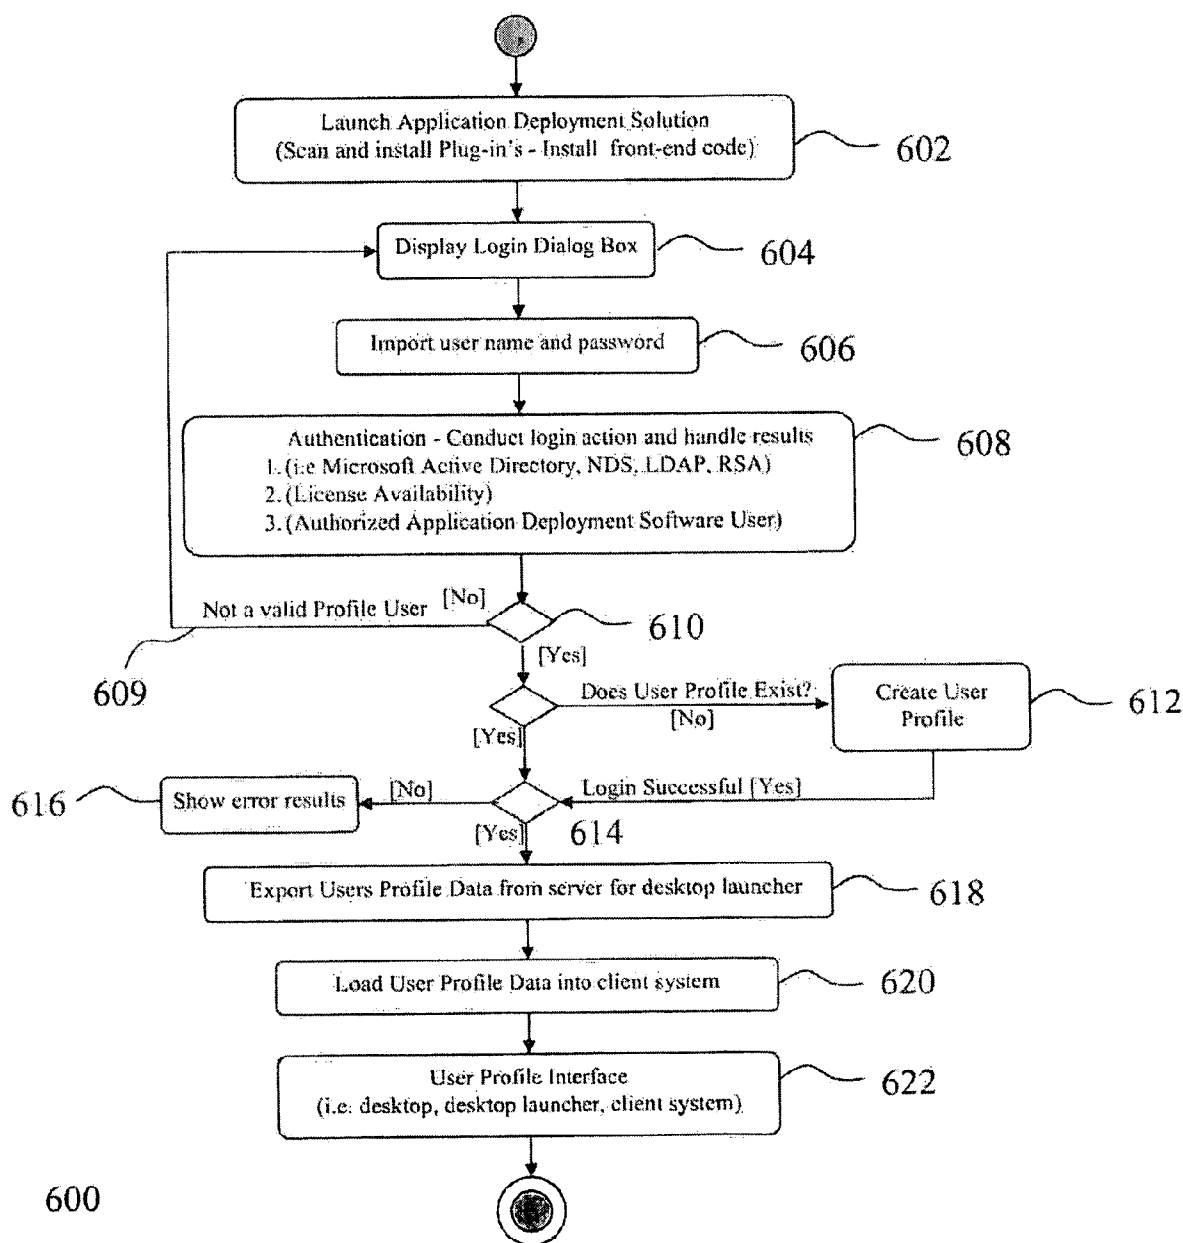 Launch Application Deployment Solution
(Scan and install Plug-in's - Install front-end code)
602
Display Login Dialog Box
604
Import user name and password
606
Authentication - Conduct login action and handle results
1. (i.e Microsoft Active Directory, NDS, LDAP, RSA)
2. (License Availability)
3. (Authorized Application Deployment Software User)
608
Not a valid Profile User
[No]
610
609
[Yes]
Does User Profile Exist?
[No]
Create User
Profile
612
[Yes]
616
Show error results
[No]
Login Successful [Yes]
[Yes]
614
Export Users Profile Data from server for desktop launcher
618
Load User Profile Data into client system
620
User Profile Interface
(i.e: desktop, desktop launcher, client system)
622
600